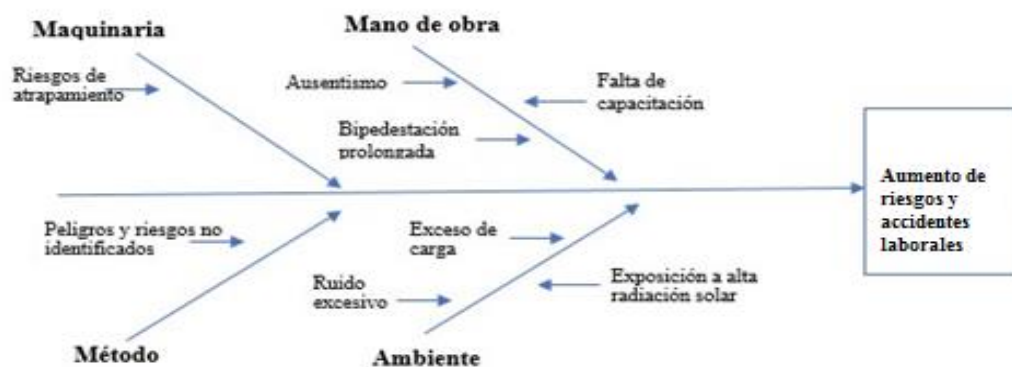 Maquinaria
Mano de obra
Riesgos de
atrapamiento
Ausentismo
Falta de
capacitación
Bipedestación
prolongada
Aumento de
riesgos y
accidentes
laborales
Peligros y riesgos no
identificados
Exceso de
carga
Ruido
excesivo
Exposición a alta
radiación solar
Método
Ambiente